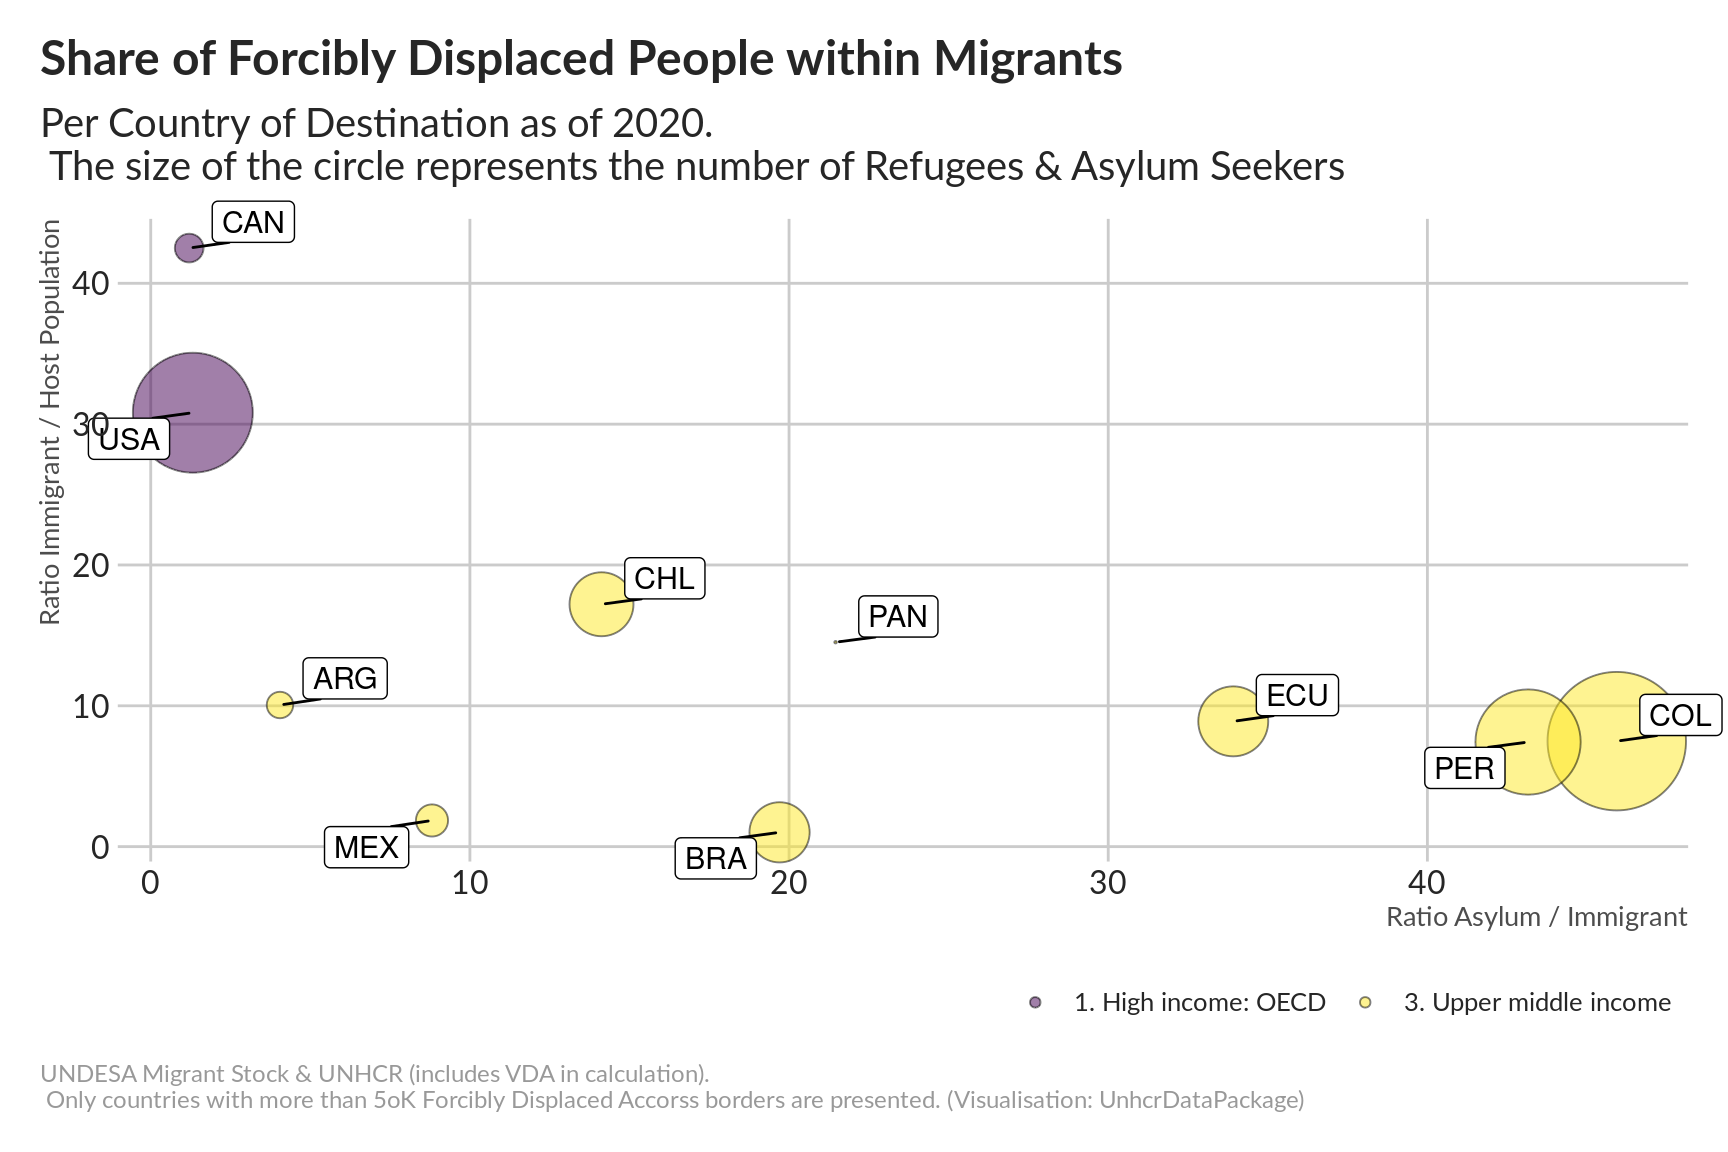 Share of Forcibly Displaced People within Migrants
Per Country of Destination as of 2020.
The size of the circle represents the number of Refugees & Asylum Seekers
Ratio Immigrant / Host Population
40
30
20
10
0
CAN
USA
CHL
PAN
ARG
ECU
COL
PER
MEX
BRA
0 10 20 30 40
Ratio Asylum / Immigrant
1. High income: OECD 3. Upper middle income
UNDESA Migrant Stock & UNHCR (includes VDA in calculation).
Only countries with more than 5oK Forcibly Displaced Accorss borders are presented. (Visualisation: UnhcrDataPackage)